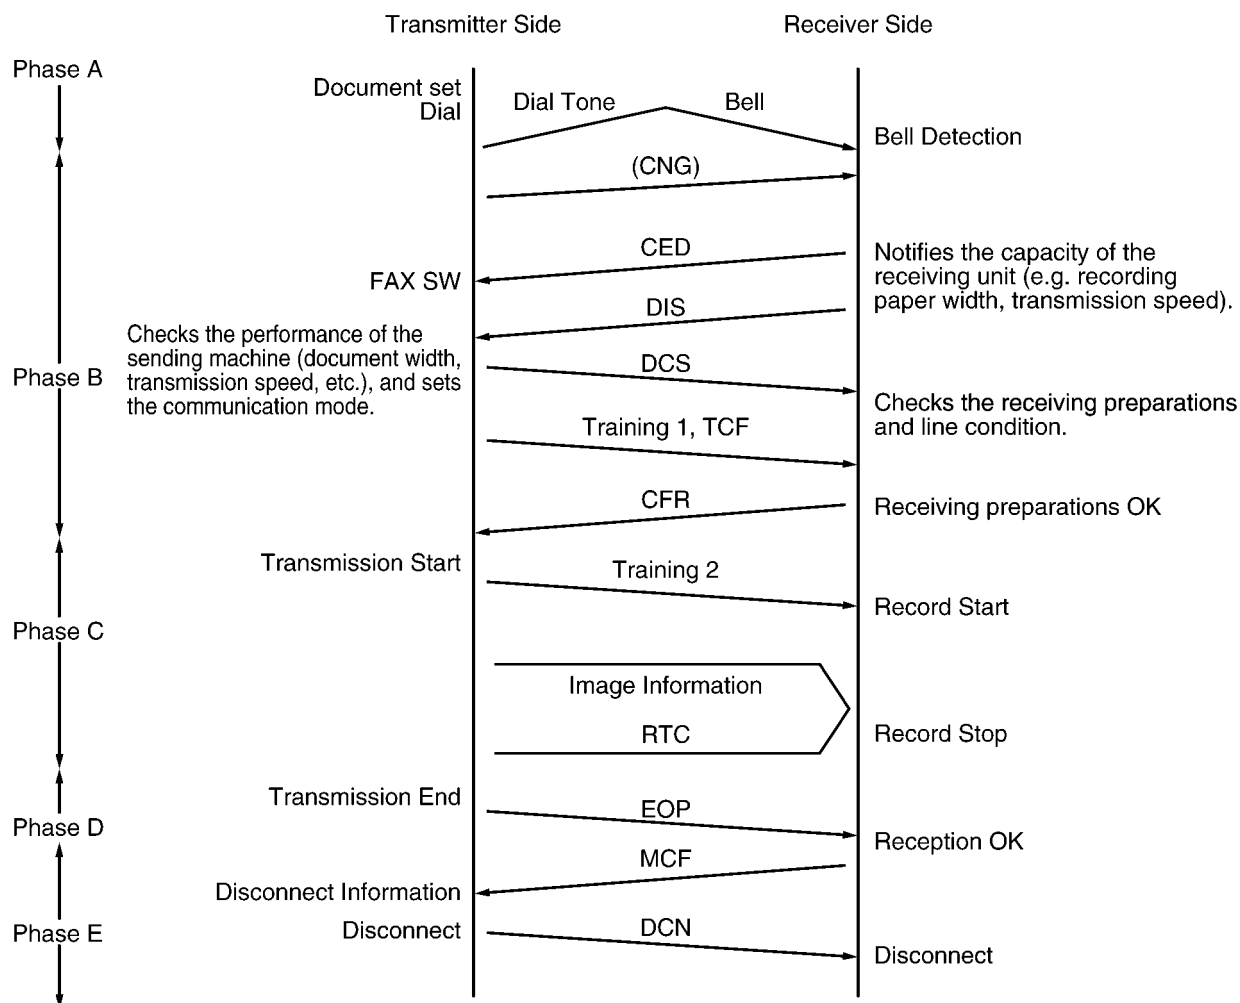 Transmitter Side
Receiver Side
Phase A
Document set
Dial
Dial Tone
Bell
Bell Detection
(CNG)
CED
Notifies the capacity of the
receiving unit (e.g. recording
paper width, transmission speed).
FAX SW
DIS
Checks the performance of the
sending machine (document width,
transmission speed, etc.), and sets
the communication mode.
Phase B
DCS
Checks the receiving preparations
and line condition.
Training 1, TCF
CFR
Receiving preparations OK
Transmission Start
Training 2
Record Start
Phase C
Image Information
RTC
Record Stop
Transmission End
EOP
Phase D
Reception OK
MCF
Disconnect Information
Disconnect
DCN
Phase E
Disconnect